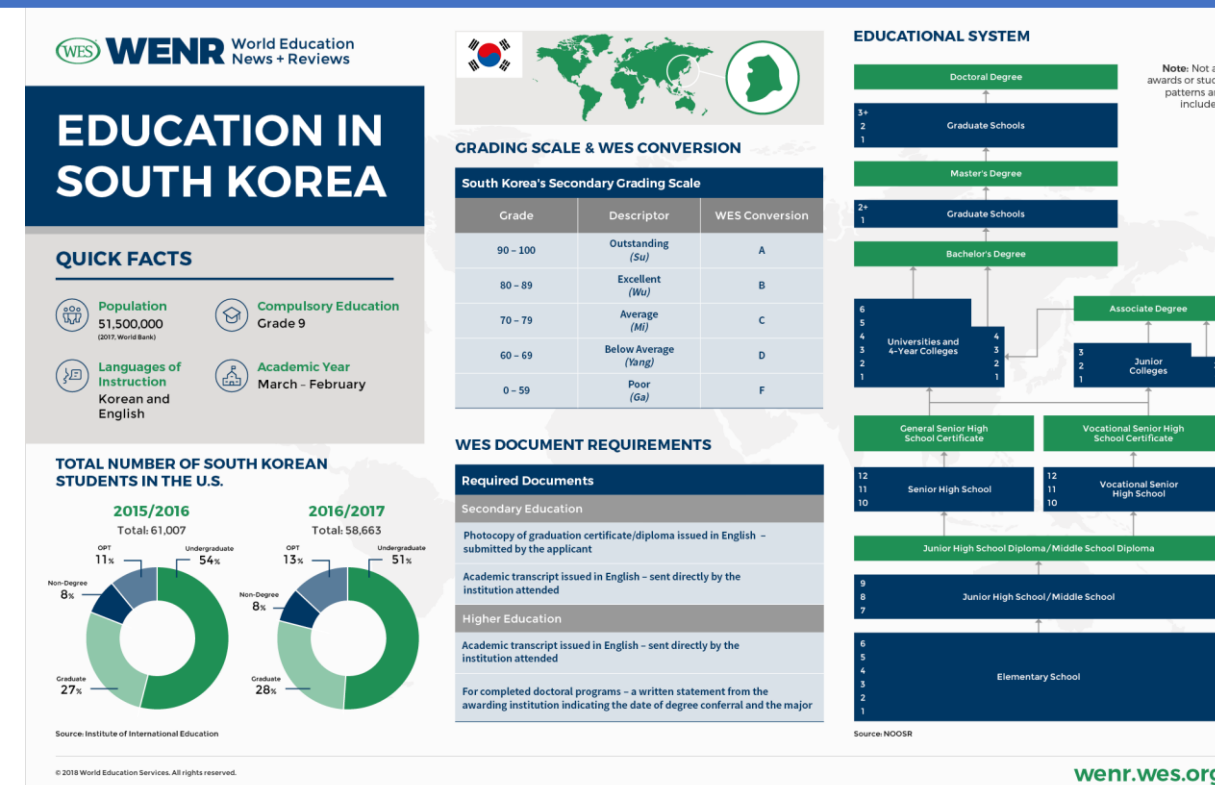 WES WENR World Education
News + Reviews
EDUCATION IN
SOUTH KOREA
QUICK FACTS
Population
51,500,000
(2017, World Bank)
Compulsory Education
Grade 9
Languages of
Instruction
Korean and
English
Academic Year
March – February
TOTAL NUMBER OF SOUTH KOREAN
STUDENTS IN THE U.S.
2015/2016
Total: 61,007
OPT
11%
Undergraduate
54%
Non-Degree
8%
Graduate
27%
2016/2017
Total: 58,663
OPT
13%
Undergraduate
51%
Non-Degree
8%
Graduate
28%
Source: Institute of International Education
© 2018 World Education Services. All rights reserved.
GRADING SCALE & WES CONVERSION
South Korea's Secondary Grading Scale
Grade Descriptor WES Conversion
90 – 100 Outstanding (Su) A
80 – 89 Excellent (Wu) B
70 – 79 Average (Mi) C
60 – 69 Below Average (Yang) D
0 – 59 Poor (Ga) F
WES DOCUMENT REQUIREMENTS
Required Documents
Secondary Education
Photocopy of graduation certificate/diploma issued in English –
submitted by the applicant
Academic transcript issued in English – sent directly by the
institution attended
Higher Education
Academic transcript issued in English – sent directly by the
institution attended
For completed doctoral programs – a written statement from the
awarding institution indicating the date of degree conferral and the major
EDUCATIONAL SYSTEM
Note: Not
awards or
patterns
Doctoral Degree
3+
2
1
Graduate Schools
Master's Degree
2+
1
Graduate Schools
Bachelor's Degree
6
5
4
3
2
1
Universities and
4-Year Colleges
4
3
2
1
Associate Degree
3
2
1
Junior
Colleges
General Senior High
School Certificate
Vocational Senior High
School Certificate
12
11
10
Senior High School
12
11
10
Vocational Senior
High School
Junior High School Diploma/Middle School Diploma
9
8
7
Junior High School/Middle School
6
5
4
3
2
1
Elementary School
Source: NOOSR
wenr.wes.org